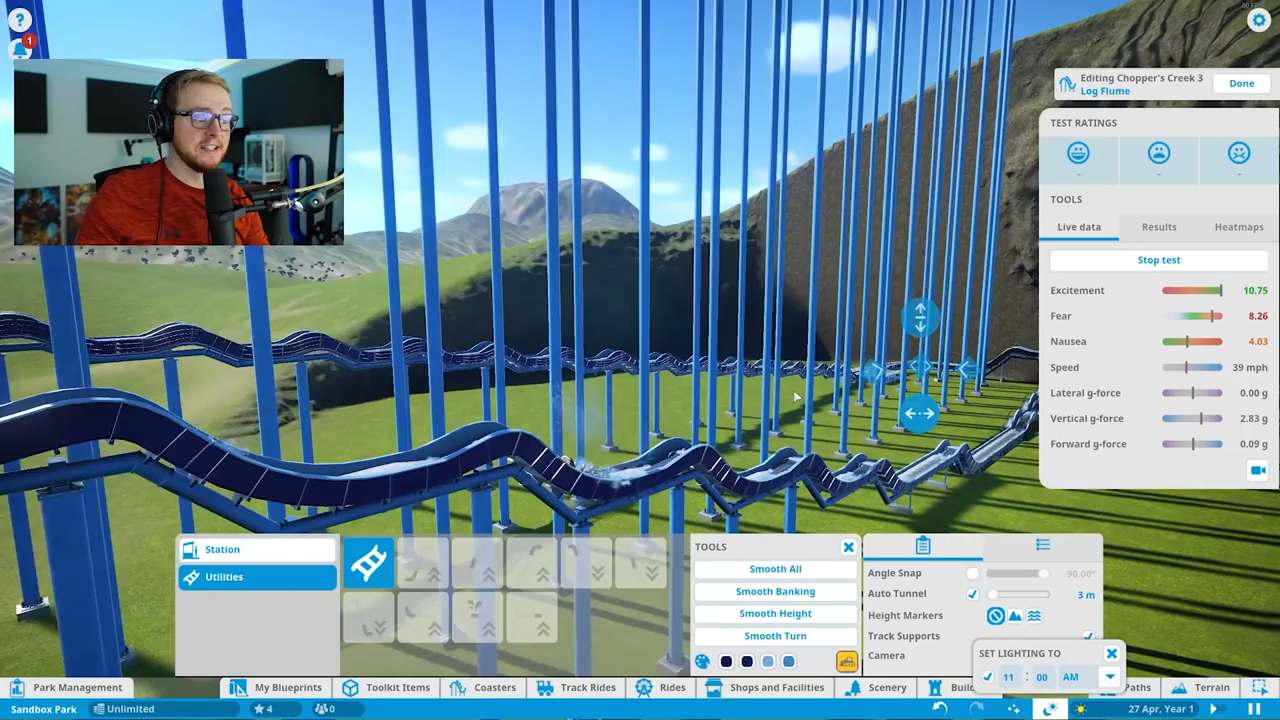 ?
1
Editing Chopper's Creek 3
Log Flume
Done
TEST RATINGS
- - -
TOOLS
Live data Results Heatmaps
Stop test
Excitement 10.75
Fear 8.26
Nausea 4.03
Speed 39 mph
Lateral g-force 0.00 g
Vertical g-force 2.83 g
Forward g-force 0.09 g
Station
Utilities
TOOLS
Smooth All
Smooth Banking
Smooth Height
Smooth Turn
Angle Snap 90.00°
Auto Tunnel 3 m
Height Markers
Track Supports
Camera
SET LIGHTING TO
11 : 00 AM
Park Management My Blueprints Toolkit Items Coasters Track Rides Rides Shops and Facilities Scenery Paths Terrain
Sandbox Park Unlimited 4 0 27 Apr, Year 1